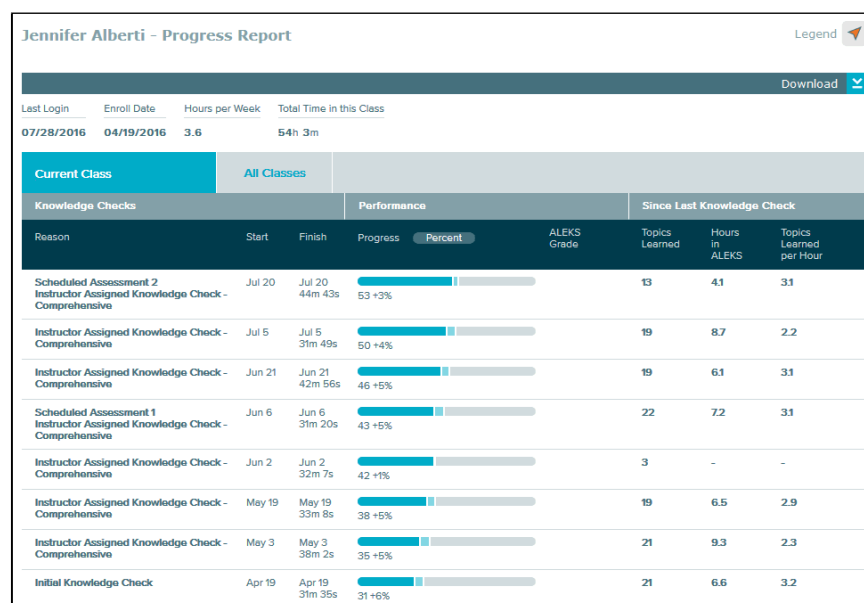 Jennifer Alberti - Progress Report
Legend
Download
Last Login Enroll Date Hours per Week Total Time in this Class
07/28/2016 04/19/2016 3.6 54h 3m
Current Class All Classes
Knowledge Checks Performance Since Last Knowledge Check
Reason Start Finish Progress Percent ALEKS Grade Topics Learned Hours in ALEKS Topics Learned per Hour
Scheduled Assessment 2 Jul 20 Jul 20 13 4.1 3.1
Instructor Assigned Knowledge Check - 44m 43s 53 +3%
Comprehensive
Instructor Assigned Knowledge Check - Jul 5 Jul 5 19 8.7 2.2
Comprehensive 31m 49s 50 +4%
Instructor Assigned Knowledge Check - Jun 21 Jun 21 19 6.1 3.1
Comprehensive 42m 56s 46 +5%
Scheduled Assessment 1 Jun 6 Jun 6 22 7.2 3.1
Instructor Assigned Knowledge Check - 31m 20s 43 +5%
Comprehensive
Instructor Assigned Knowledge Check - Jun 2 Jun 2 3 - -
Comprehensive 32m 7s 42 +1%
Instructor Assigned Knowledge Check - May 19 May 19 19 6.5 2.9
Comprehensive 33m 8s 38 +5%
Instructor Assigned Knowledge Check - May 3 May 3 21 9.3 2.3
Comprehensive 38m 2s 35 +5%
Initial Knowledge Check Apr 19 Apr 19 21 6.6 3.2
31m 35s 31 +6%